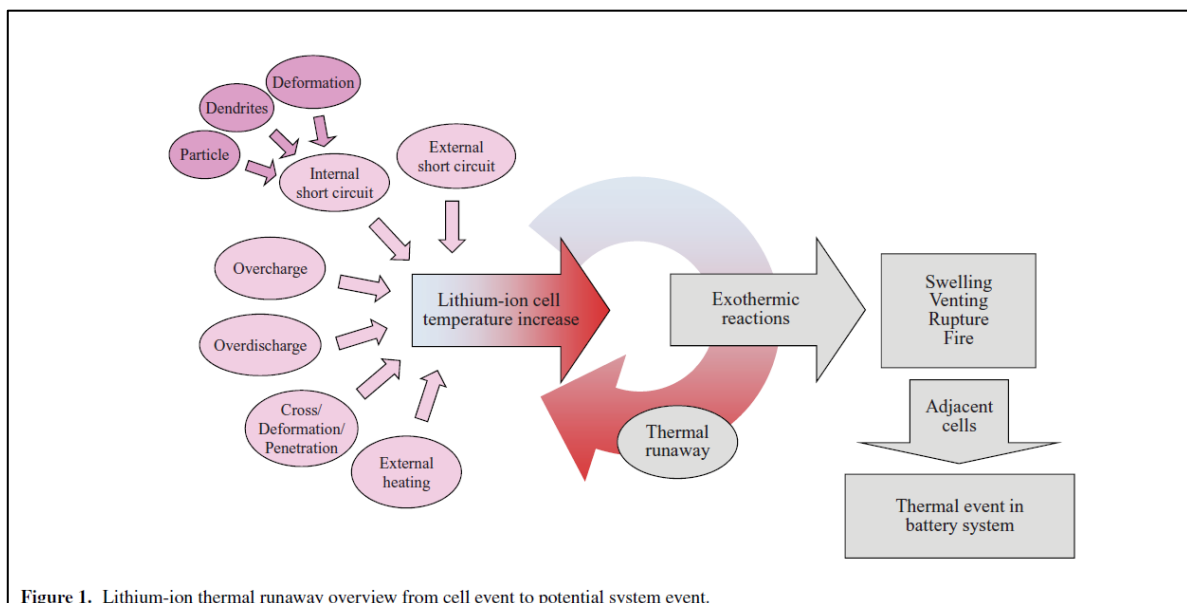 Deformation
Dendrites
Particle
Internal
short circuit
External
short circuit
Overcharge
Overdischarge
Cross/
Deformation/
Penetration
External
heating
Lithium-ion cell
temperature increase
Exothermic
reactions
Thermal
runaway
Swelling
Venting
Rupture
Fire
Adjacent
cells
Thermal event in
battery system
Figure 1. Lithium-ion thermal runaway overview from cell event to potential system event.